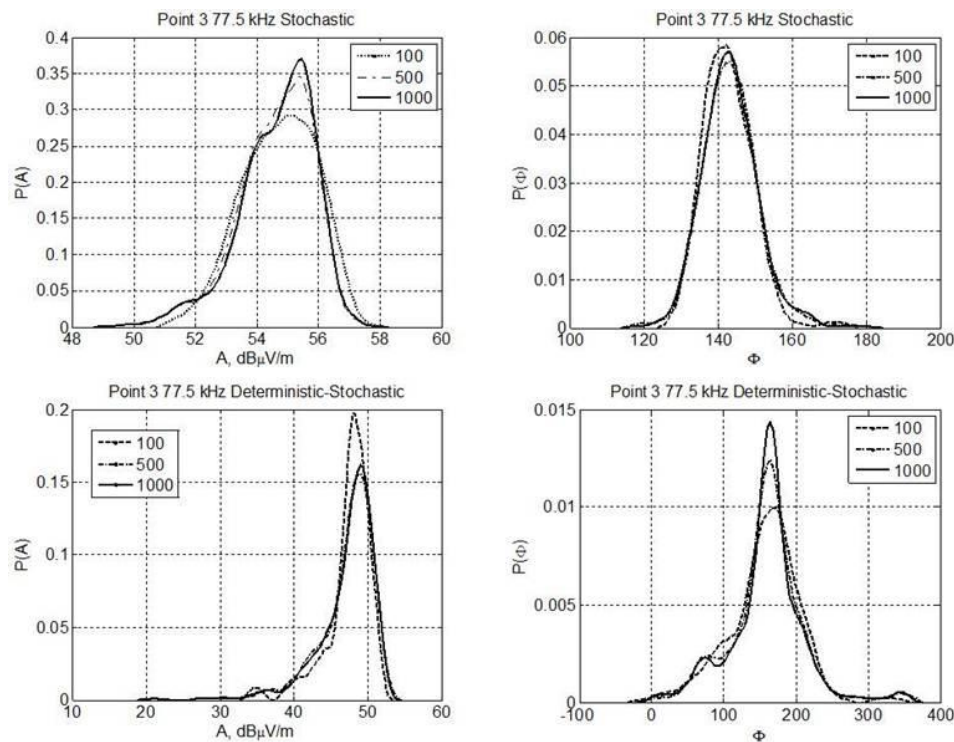 Point 3 77.5 kHz Stochastic
0.4
0.35
0.3
0.25
0.2
0.15
0.1
0.05
0
P(A)
100
500
1000
48 50 52 54 56 58 60
A, dBµV/m
Point 3 77.5 kHz Stochastic
0.06
0.05
0.04
0.03
0.02
0.01
0
P(Φ)
100
500
1000
100 120 140 160 180 200
Φ
Point 3 77.5 kHz Deterministic-Stochastic
0.2
0.15
0.1
0.05
0
P(A)
100
500
1000
10 20 30 40 50 60
A, dBµV/m
Point 3 77.5 kHz Deterministic-Stochastic
0.015
0.01
0.005
0
P(Φ)
100
500
1000
-100 0 100 200 300 400
Φ